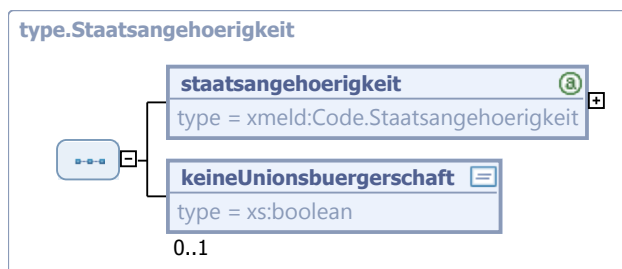 type.Staatsangehoerigkeit
staatsangehoerigkeit
type = xmeld:Code.Staatsangehoerigkeit
keineUnionsbuergerschaft
type = xs:boolean
0..1